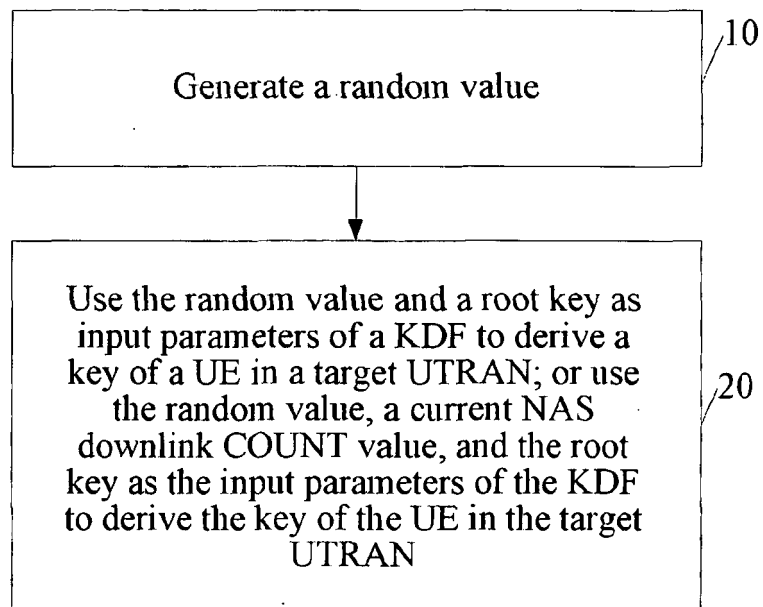 10
Generate a random value
20
Use the random value and a root key as
input parameters of a KDF to derive a
key of a UE in a target UTRAN; or use
the random value, a current NAS
downlink COUNT value, and the root
key as the input parameters of the KDF
to derive the key of the UE in the target
UTRAN